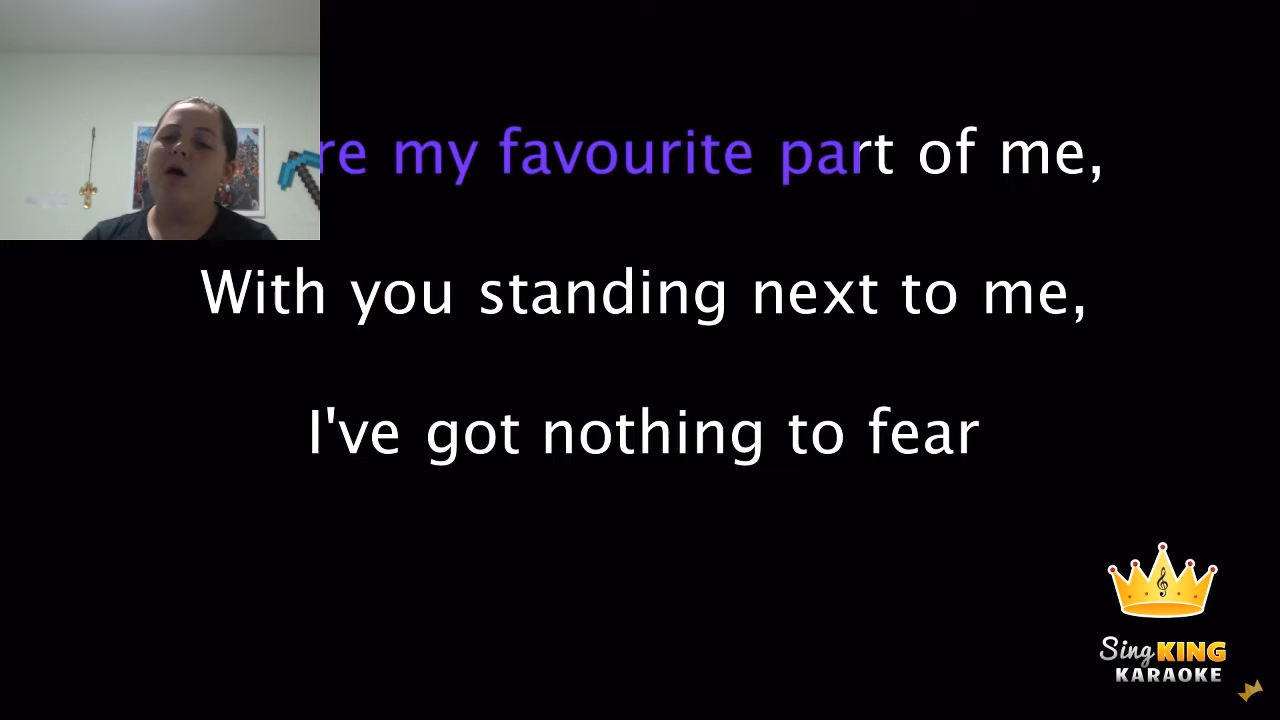 re my favourite part of me,
With you standing next to me,
I've got nothing to fear
Sing KING
KARAOKE